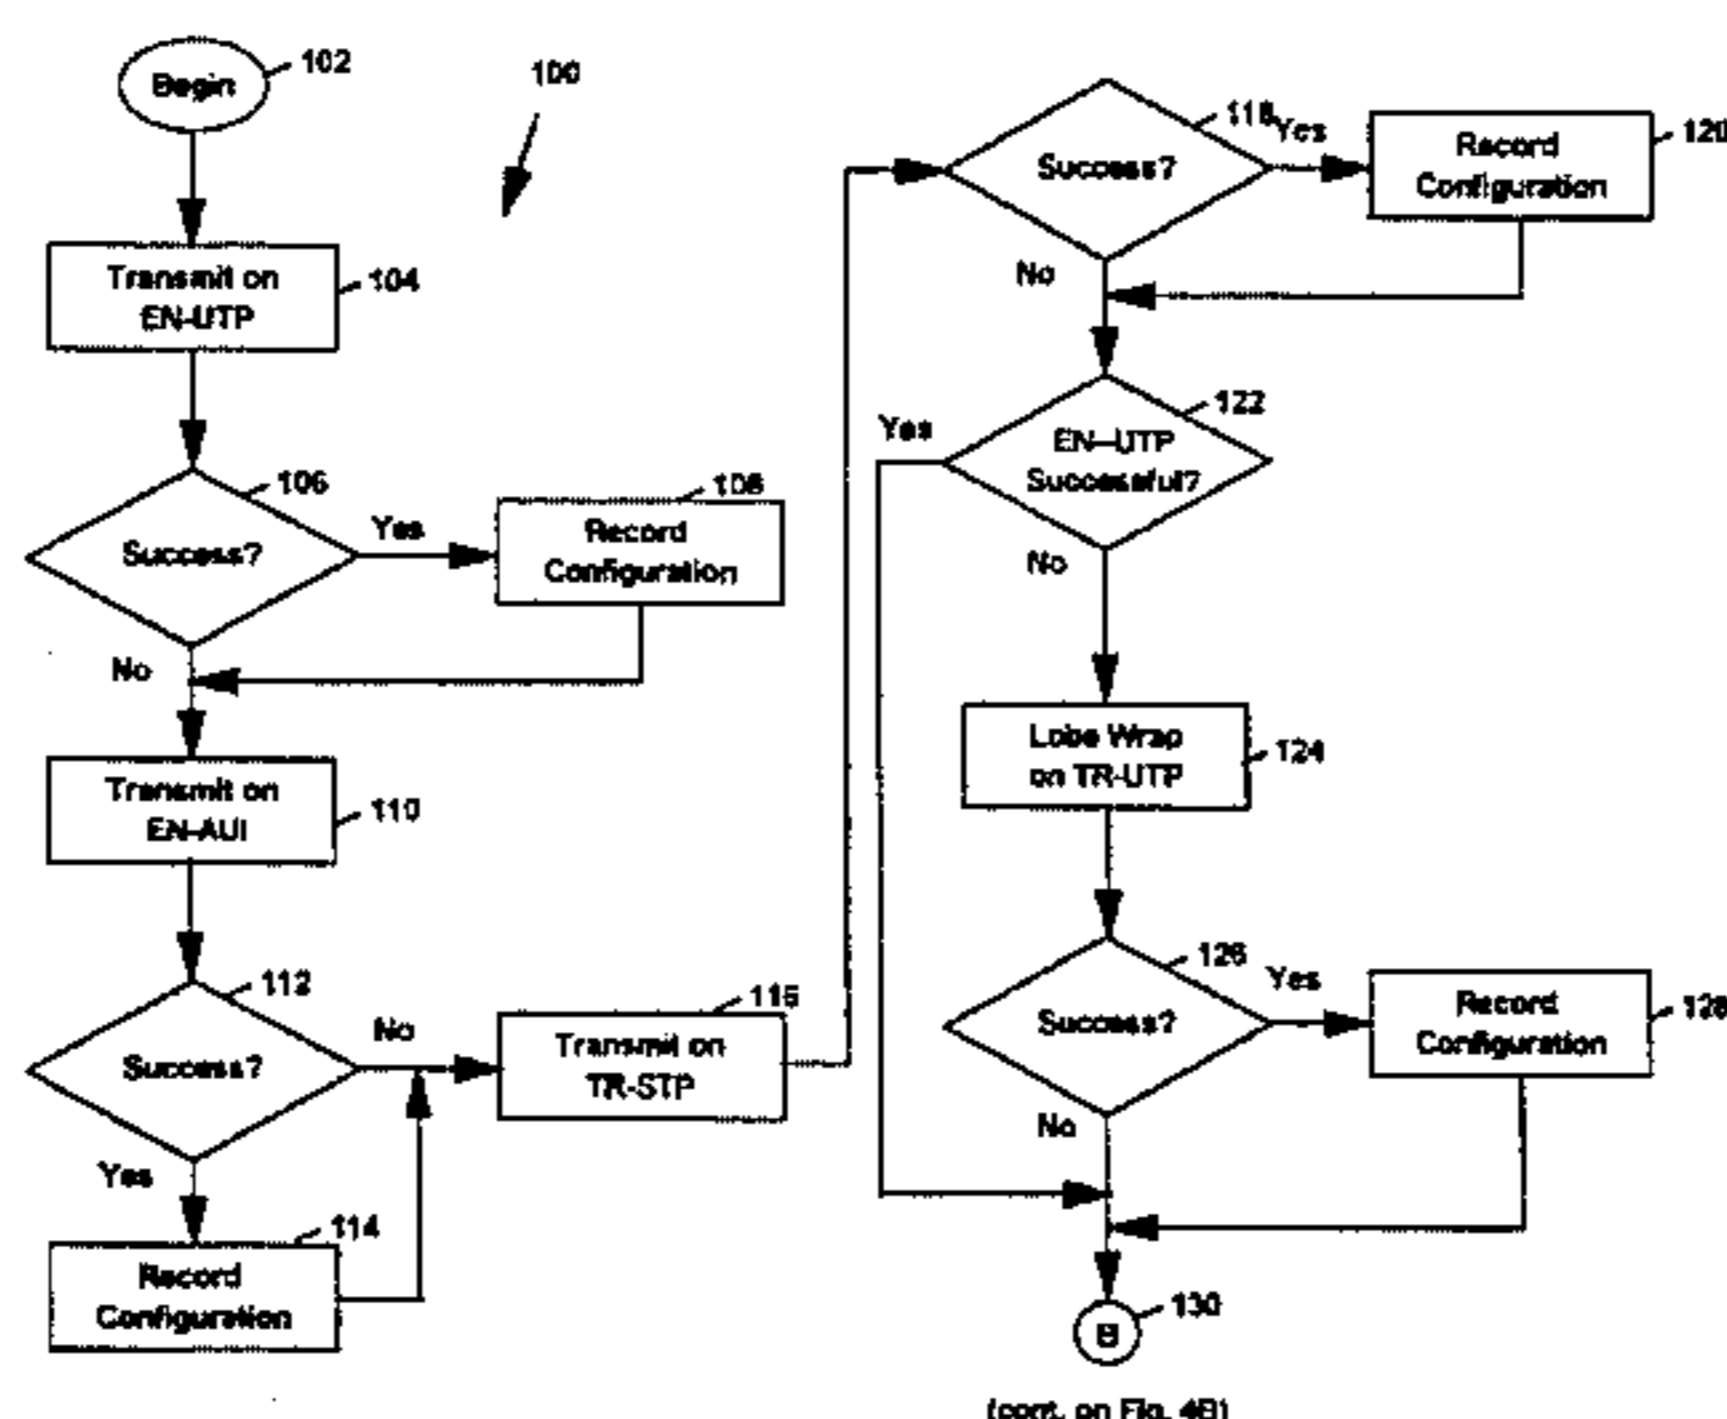 Begin
102
100
Transmit on
EN-UTP
104
106
Success?
Yes
108
Record
Configuration
No
Transmit on
EN-AUI
110
112
Success?
No
116
Transmit on
TR-STP
Yes
114
Record
Configuration
118
Success?
Yes
Record
Configuration
120
No
122
Yes
EN-UTP
Successful?
No
Lobe Wrap
on TR-UTP
124
126
Success?
Yes
Record
Configuration
128
No
B
130
(cont. on Fig. 4B)